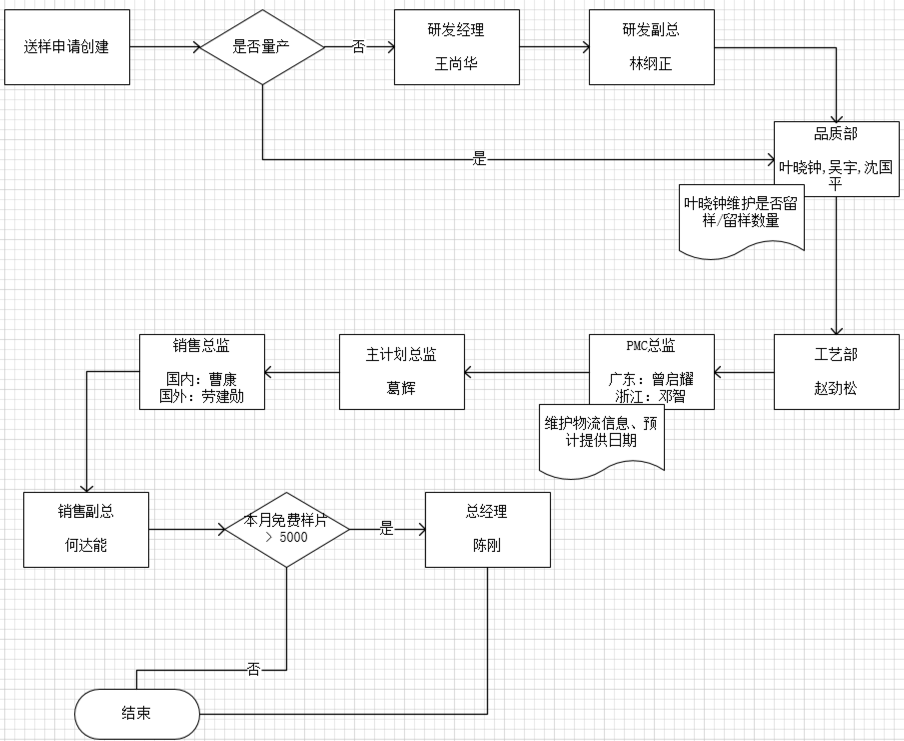 送样申请创建
是否量产
否
研发经理
王尚华
研发副总
林纲正
是
品质部
叶晓钟,吴宇,沈国
平
叶晓钟维护是否留
样/留样数量
销售总监
国内：曹康
国外：劳建勋
主计划总监
葛辉
PMC总监
广东：曾启耀
浙江：邓智
工艺部
赵劲松
维护物流信息、预
计提供日期
销售副总
何达能
本月免费样片
> 5000
是
总经理
陈刚
否
结束